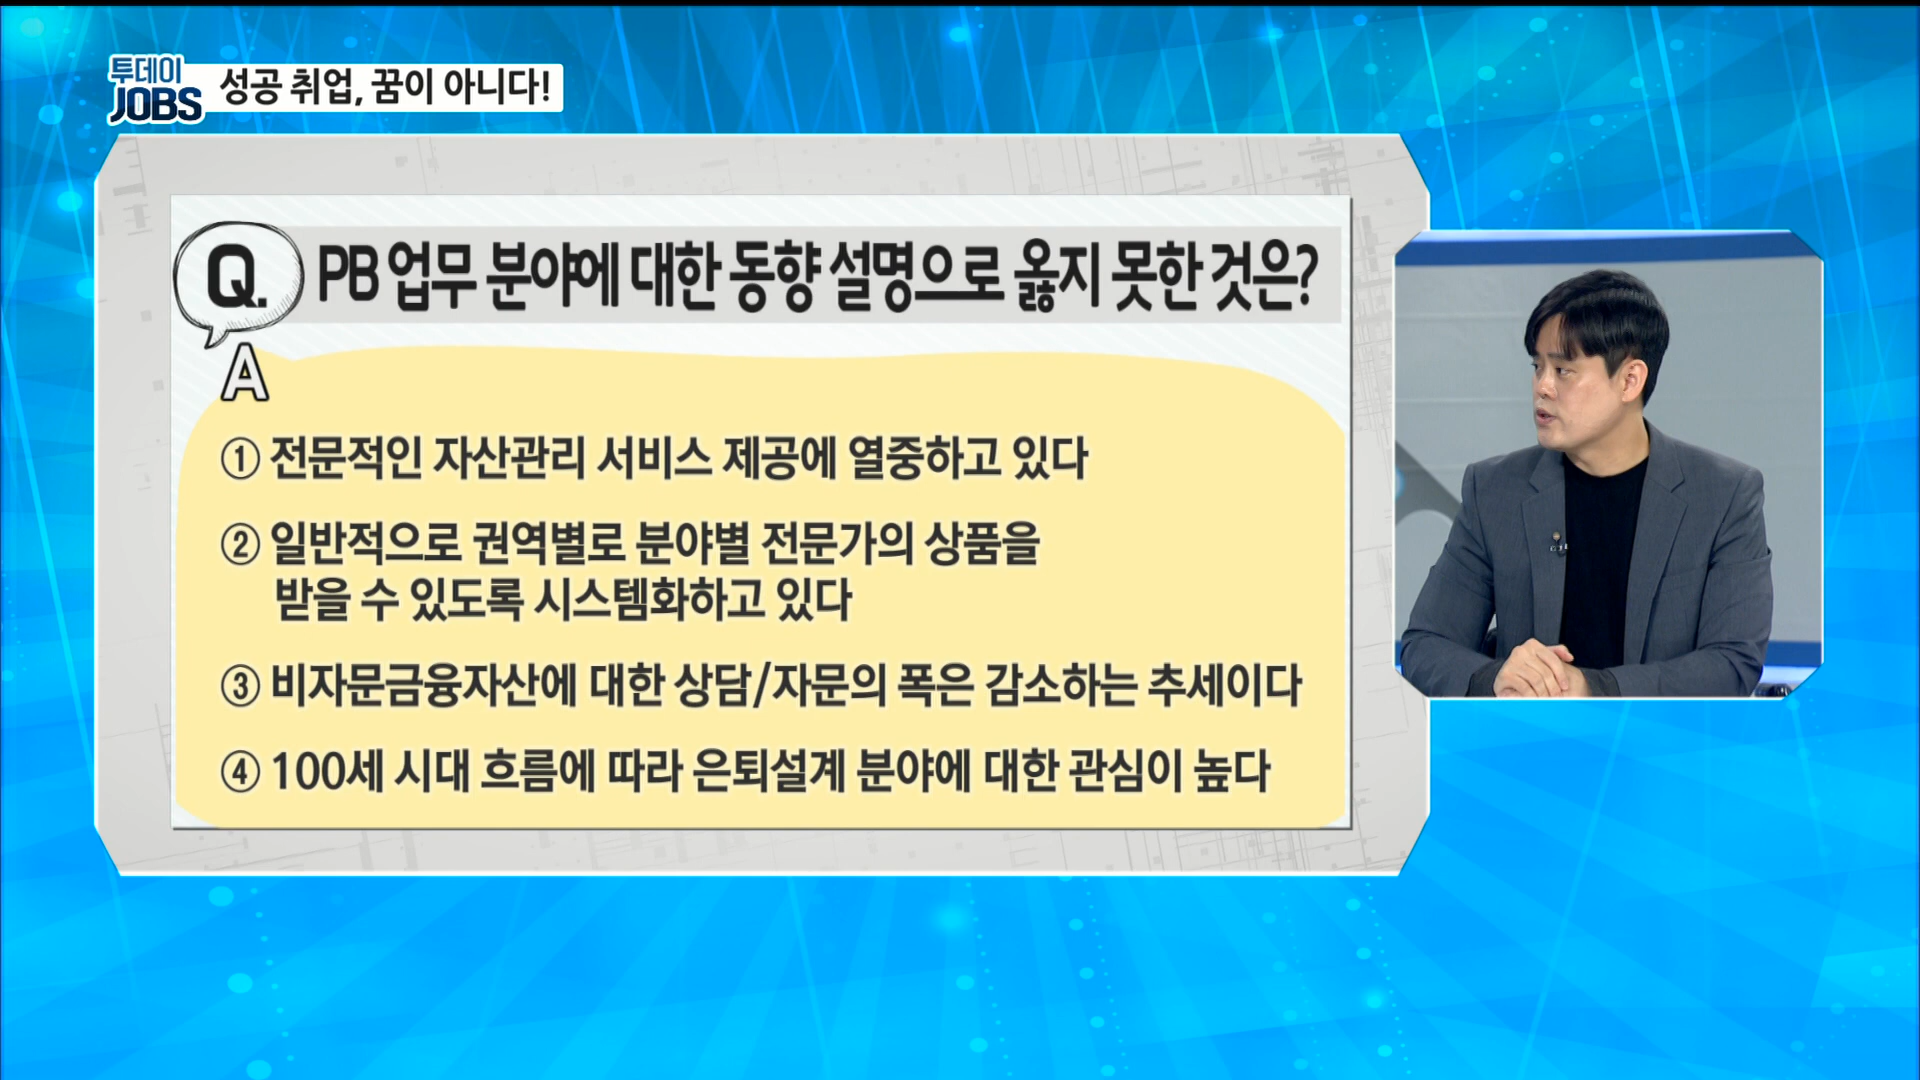 투데이
JOBS
성공 취업, 꿈이 아니다!
Q. PB 업무 분야에 대한 동향 설명으로 옳지 못한 것은?
A
① 전문적인 자산관리 서비스 제공에 열중하고 있다
② 일반적으로 권역별로 분야별 전문가의 상품을
받을 수 있도록 시스템화하고 있다
③ 비자문금융자산에 대한 상담/자문의 폭은 감소하는 추세이다
④ 100세 시대 흐름에 따라 은퇴설계 분야에 대한 관심이 높다